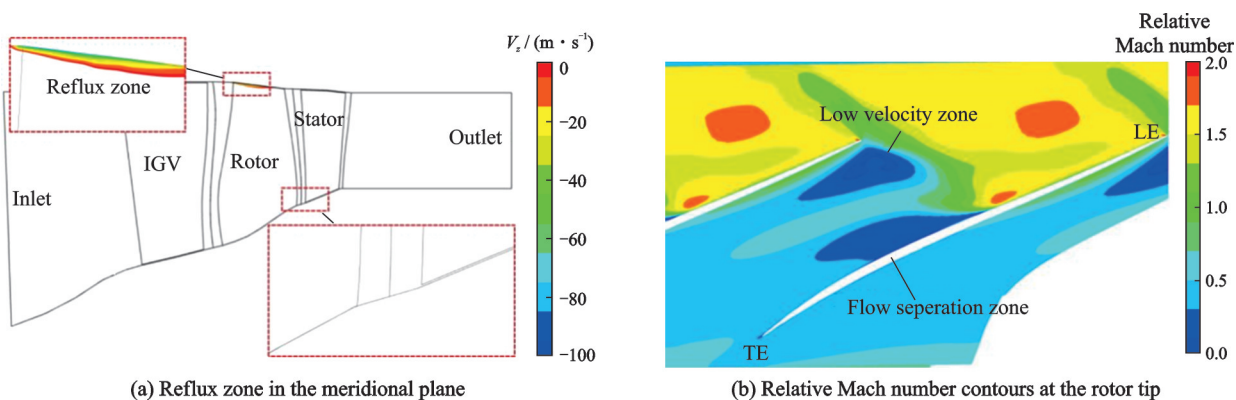 V_z / (m · s⁻¹)
0
−20
−40
−60
−80
−100
Reflux zone
IGV
Rotor
Stator
Inlet
Outlet
(a) Reflux zone in the meridional plane
Relative
Mach number
2.0
1.5
1.0
0.5
0.0
Low velocity zone
LE
Flow seperation zone
TE
(b) Relative Mach number contours at the rotor tip